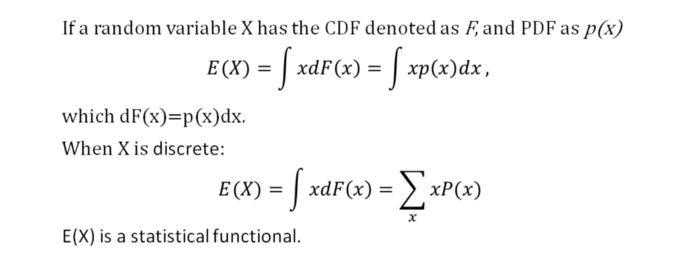 If a random variable X has the CDF denoted as F, and PDF as p(x)
E(X) = ∫ xdF(x) = ∫ xp(x)dx,
which dF(x)=p(x)dx.
When X is discrete:
E(X) = ∫ xdF(x) = ∑ₓ xP(x)
E(X) is a statistical functional.